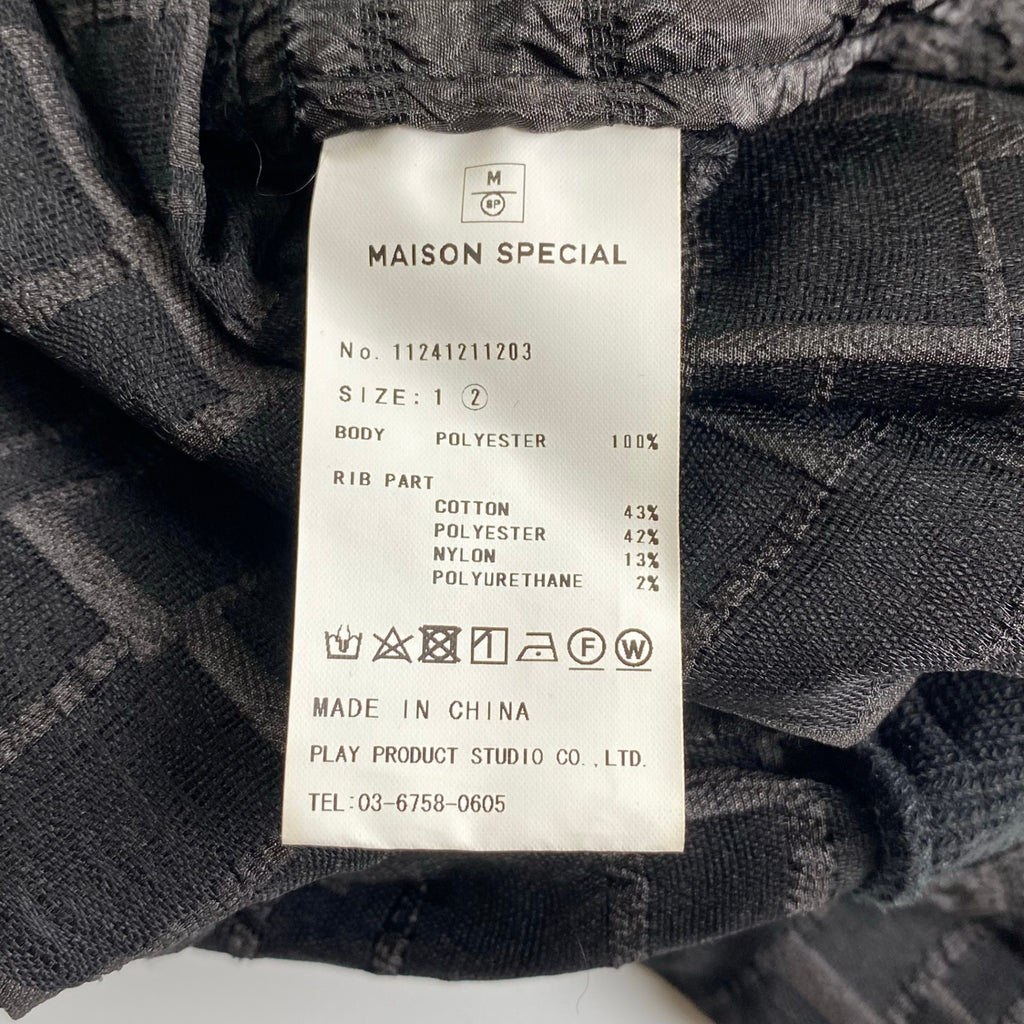 M
SP
MAISON SPECIAL
No. 11241211203
SIZE: 1 ②
BODY POLYESTER 100%
RIB PART
COTTON 43%
POLYESTER 42%
NYLON 13%
POLYURETHANE 2%
F W
MADE IN CHINA
PLAY PRODUCT STUDIO CO.,LTD.
TEL:03-6758-0605